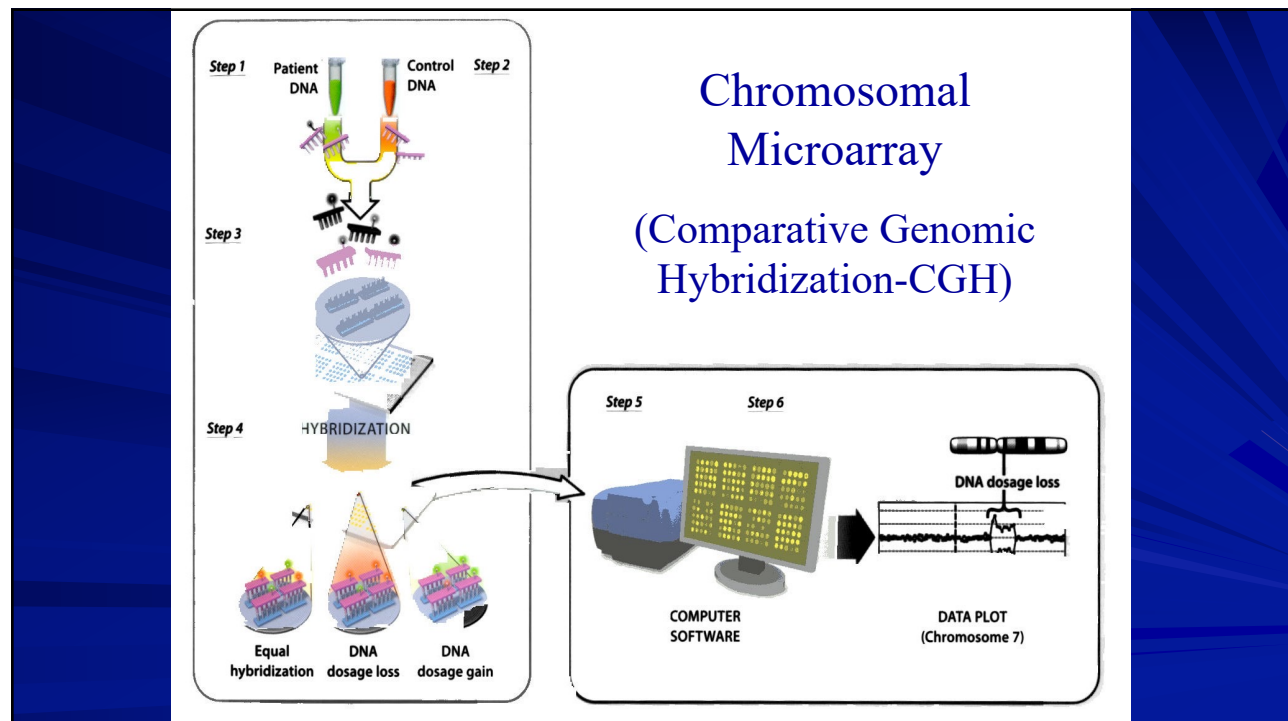 Chromosomal
Microarray
(Comparative Genomic
Hybridization-CGH)
Step 1
Patient
DNA
Control
DNA
Step 2
Step 3
Step 4
HYBRIDIZATION
Equal
hybridization
DNA
dosage loss
DNA
dosage gain
Step 5
Step 6
COMPUTER
SOFTWARE
DNA dosage loss
DATA PLOT
(Chromosome 7)